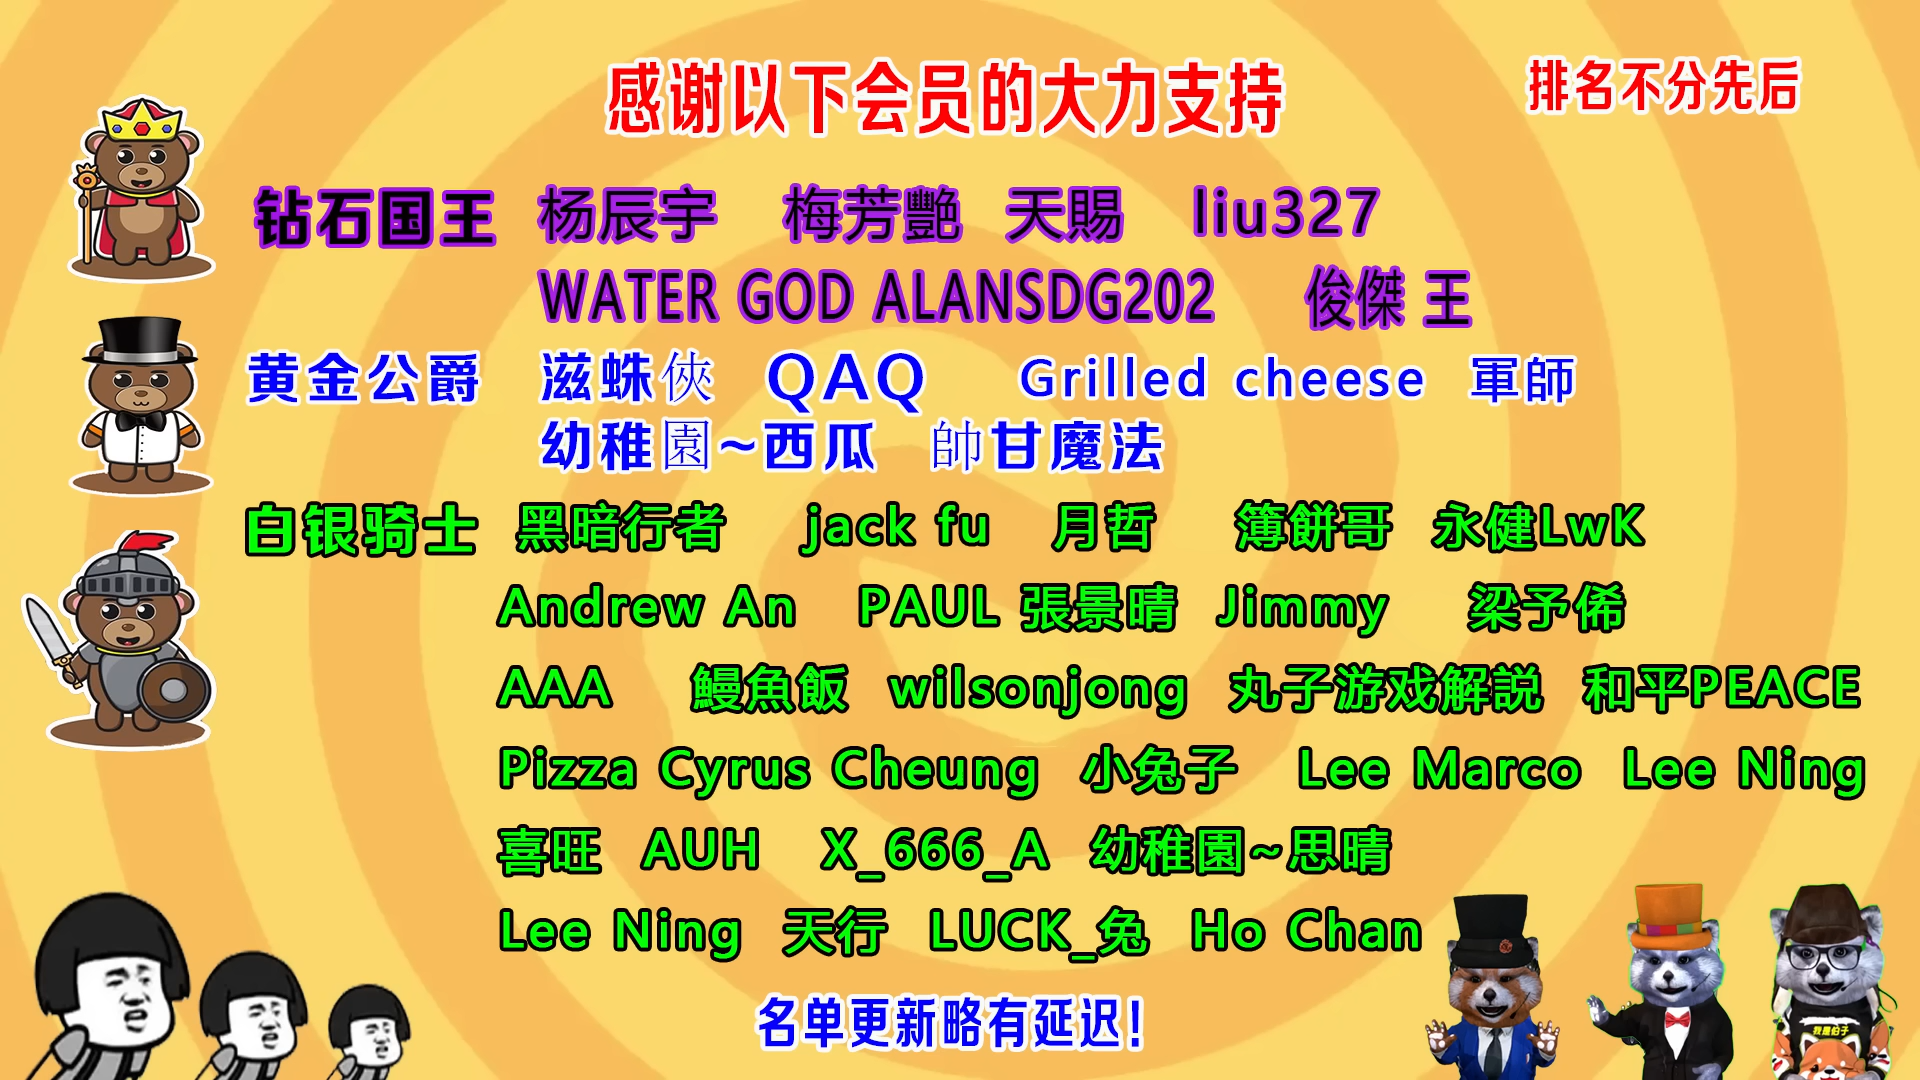 感谢以下会员的大力支持
排名不分先后
钻石国王 杨辰宇 梅芳艷 天賜 liu327
WATER GOD ALANSDG202 俊傑 王
黄金公爵 滋蛛俠 QAQ Grilled cheese 軍師
幼稚園~西瓜 帥甘魔法
白银骑士 黑暗行者 jack fu 月哲 簿餅哥 永健LwK
Andrew An PAUL 張景晴 Jimmy 梁予俙
AAA 鰻魚飯 wilsonjong 丸子游戏解説 和平PEACE
Pizza Cyrus Cheung 小兔子 Lee Marco Lee Ning
喜旺 AUH X_666_A 幼稚園~思晴
Lee Ning 天行 LUCK_兔 Ho Chan
名单更新略有延迟!